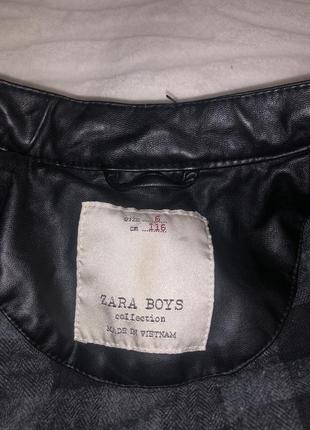 SIZE ....6....
cm ....116....
ZARA BOYS
collection
MADE IN VIETNAM